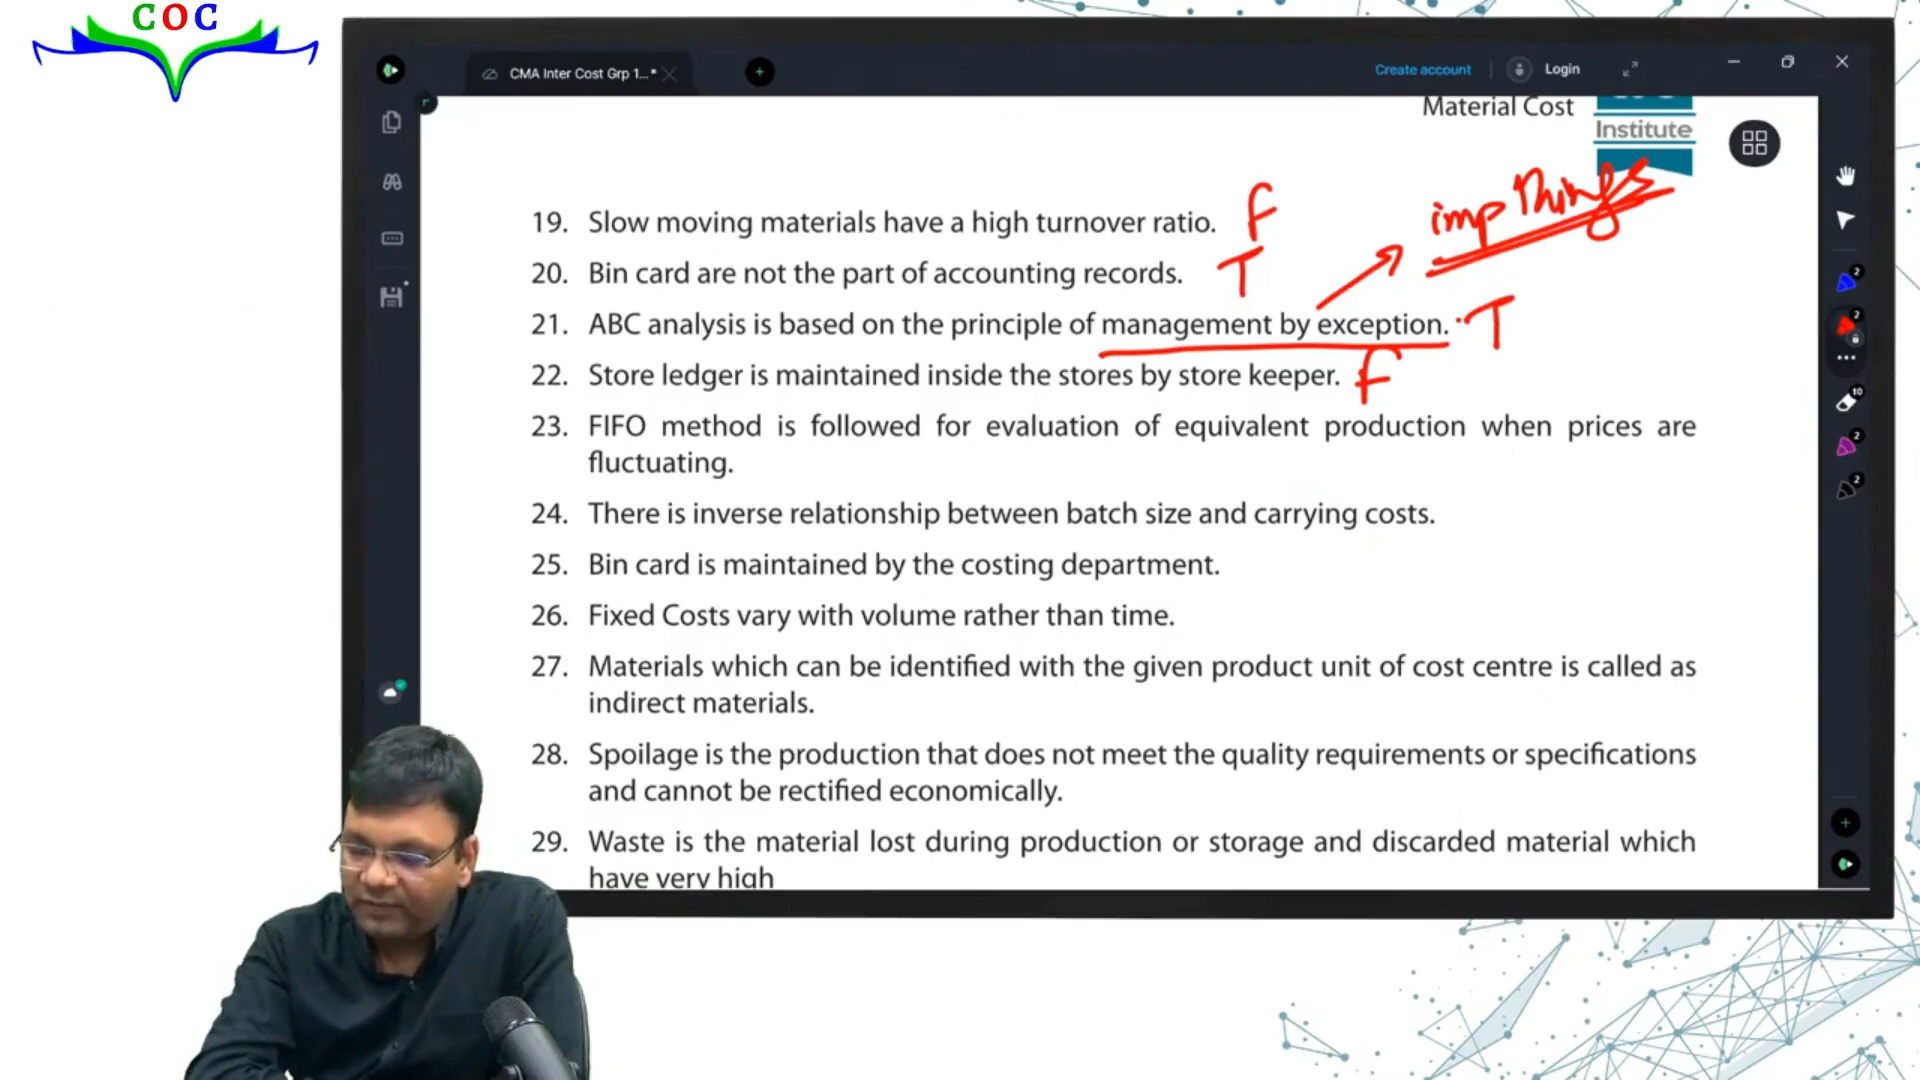 COC
CMA Inter Cost Grp 1...*
Create account
Login
Material Cost
Institute
imp Things
19. Slow moving materials have a high turnover ratio. F
20. Bin card are not the part of accounting records. T
21. ABC analysis is based on the principle of management by exception. T
22. Store ledger is maintained inside the stores by store keeper. F
23. FIFO method is followed for evaluation of equivalent production when prices are
fluctuating.
24. There is inverse relationship between batch size and carrying costs.
25. Bin card is maintained by the costing department.
26. Fixed Costs vary with volume rather than time.
27. Materials which can be identified with the given product unit of cost centre is called as
indirect materials.
28. Spoilage is the production that does not meet the quality requirements or specifications
and cannot be rectified economically.
29. Waste is the material lost during production or storage and discarded material which
have very high
2
2
10
2
2